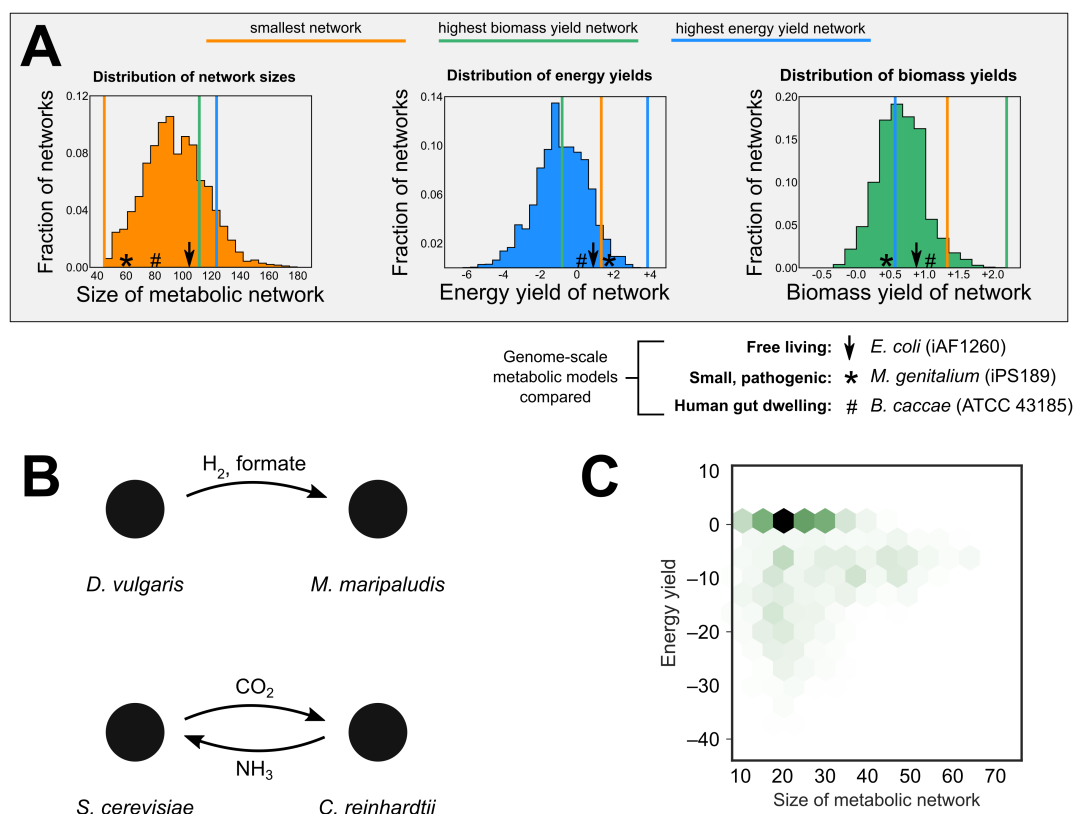 A
smallest network
highest biomass yield network
highest energy yield network
Distribution of network sizes
Distribution of energy yields
Distribution of biomass yields
Fraction of networks
0.12
0.08
0.04
0.00
* # 
40 60 80 100 120 140 160 180
Size of metabolic network
Fraction of networks
0.14
0.10
0.06
0.02
# *
-6 -4 -2 0 +2 +4
Energy yield of network
Fraction of networks
0.20
0.15
0.10
0.05
0.00
* #
-0.5 -0.0 +0.5 +1.0 +1.5 +2.0
Biomass yield of network
Genome-scale
metabolic models
compared
Free living: E. coli (iAF1260)
Small, pathogenic: * M. genitalium (iPS189)
Human gut dwelling: # B. caccae (ATCC 43185)
B
H2, formate
D. vulgaris
M. maripaludis
CO2
NH3
S. cerevisiae
C. reinhardtii
C
Energy yield
10
0
–10
–20
–30
–40
10 20 30 40 50 60 70
Size of metabolic network